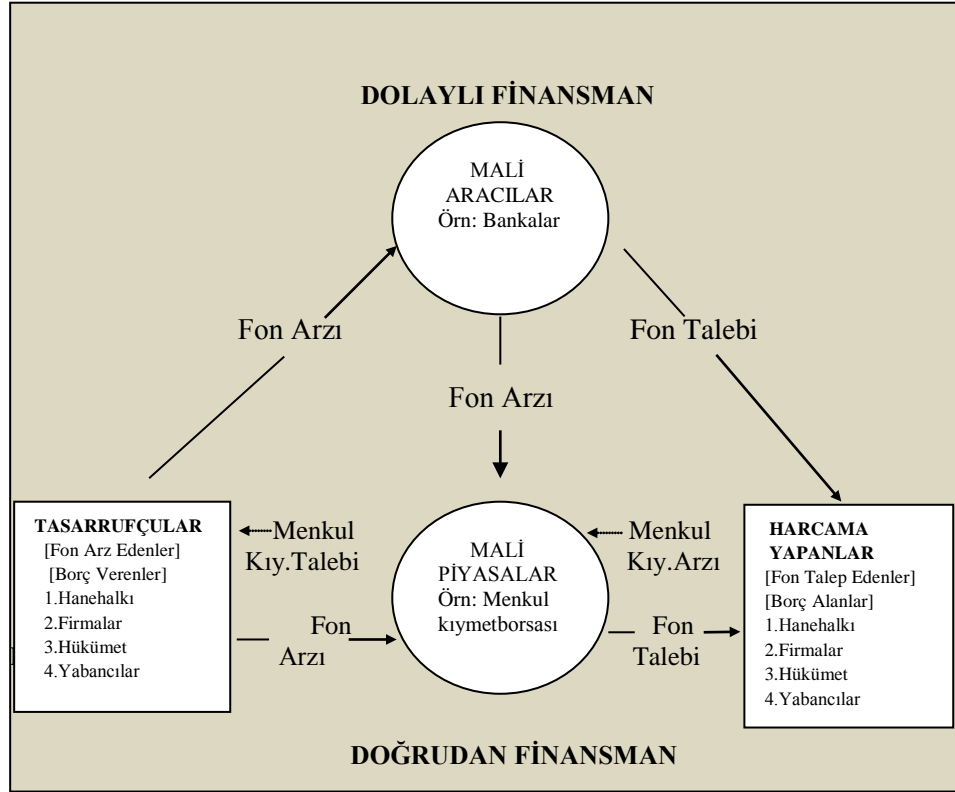 DOLAYLI FİNANSMAN
MALİ
ARACILAR
Örn: Bankalar
Fon Arzı
Fon Talebi
Fon Arzı
TASARRUFÇULAR
[Fon Arz Edenler]
[Borç Verenler]
1.Hanehalkı
2.Firmalar
3.Hükümet
4.Yabancılar
Menkul
Kıy.Talebi
Fon
Arzı
MALİ
PİYASALAR
Örn: Menkul
kıymetborsası
Menkul
Kıy.Arzı
Fon
Talebi
HARCAMA
YAPANLAR
[Fon Talep Edenler]
[Borç Alanlar]
1.Hanehalkı
2.Firmalar
3.Hükümet
4.Yabancılar
DOĞRUDAN FİNANSMAN